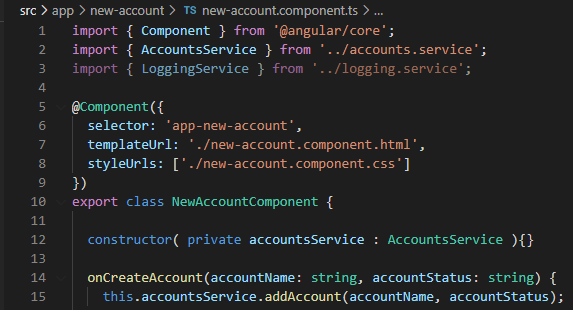 src > app > new-account > TS new-account.component.ts > ...
1 import { Component } from '@angular/core';
2 import { AccountsService } from '../accounts.service';
3 import { LoggingService } from '../logging.service';
4
5 @Component({
6 selector: 'app-new-account',
7 templateUrl: './new-account.component.html',
8 styleUrls: ['./new-account.component.css']
9 })
10 export class NewAccountComponent {
11
12 constructor( private accountsService : AccountsService ){}
13
14 onCreateAccount(accountName: string, accountStatus: string) {
15 this.accountsService.addAccount(accountName, accountStatus);